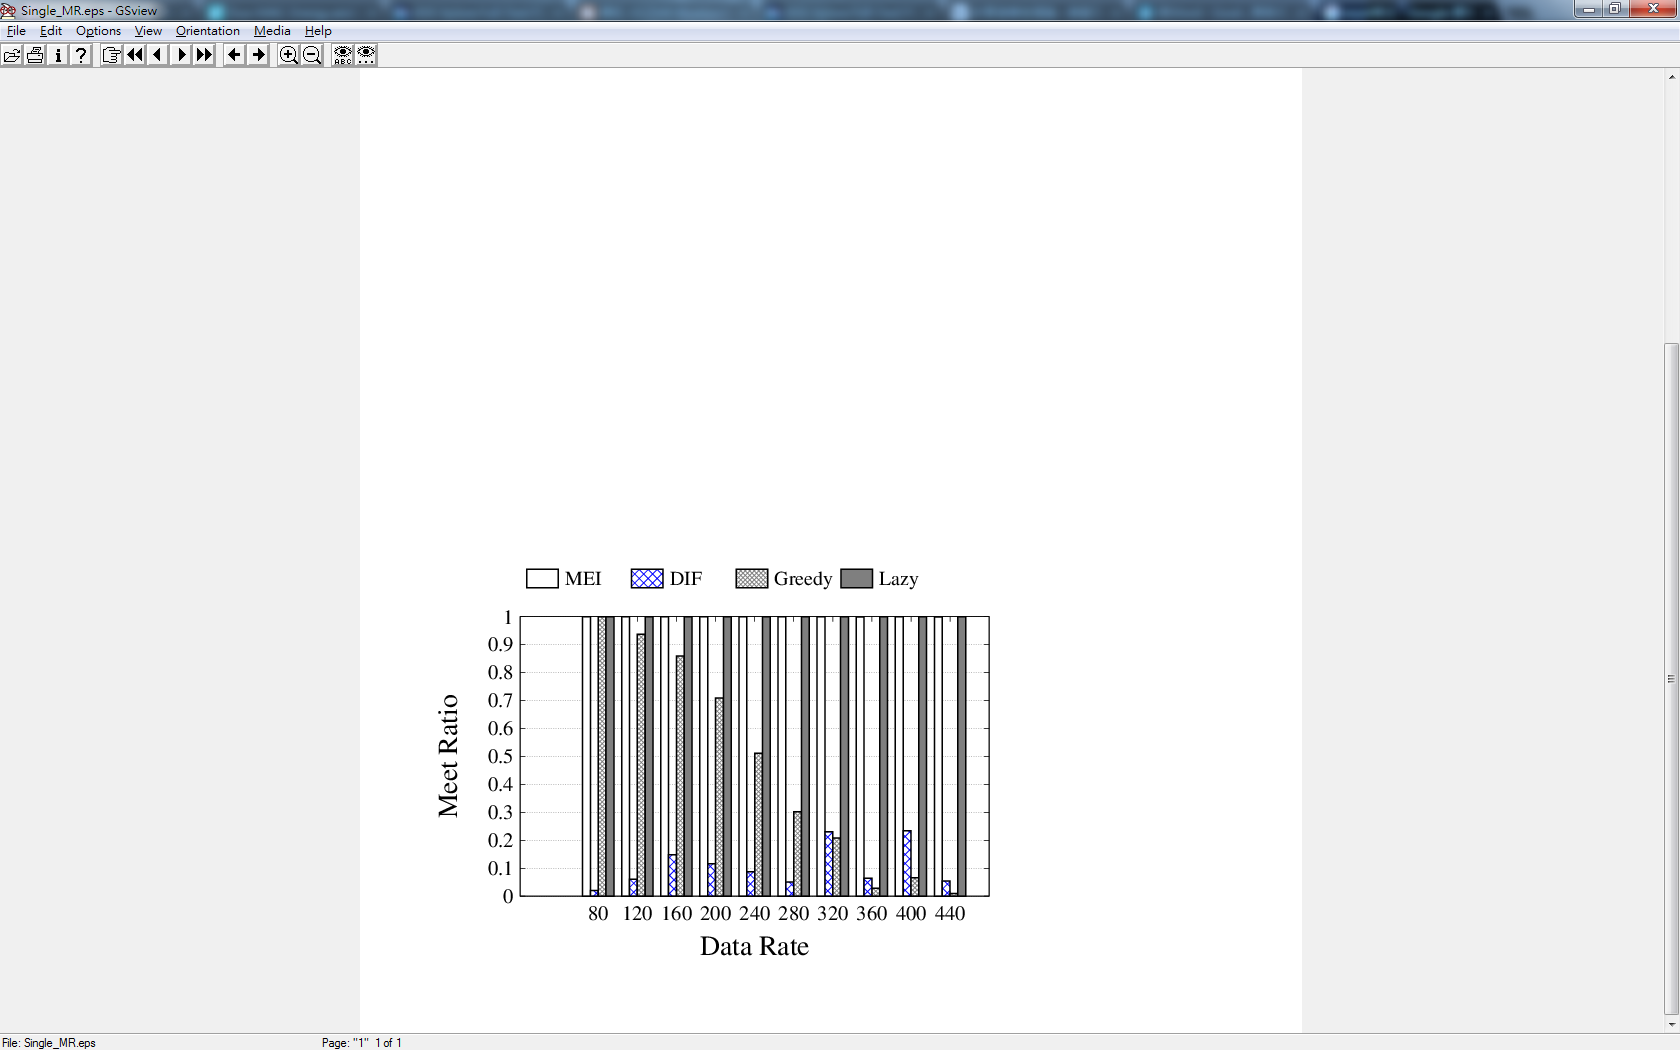 Single_MR.eps - GSview
File Edit Options View Orientation Media Help
MEI DIF Greedy Lazy
1
0.9
0.8
0.7
0.6
0.5
0.4
0.3
0.2
0.1
0
Meet Ratio
80 120 160 200 240 280 320 360 400 440
Data Rate
File: Single_MR.eps Page: "1" 1 of 1